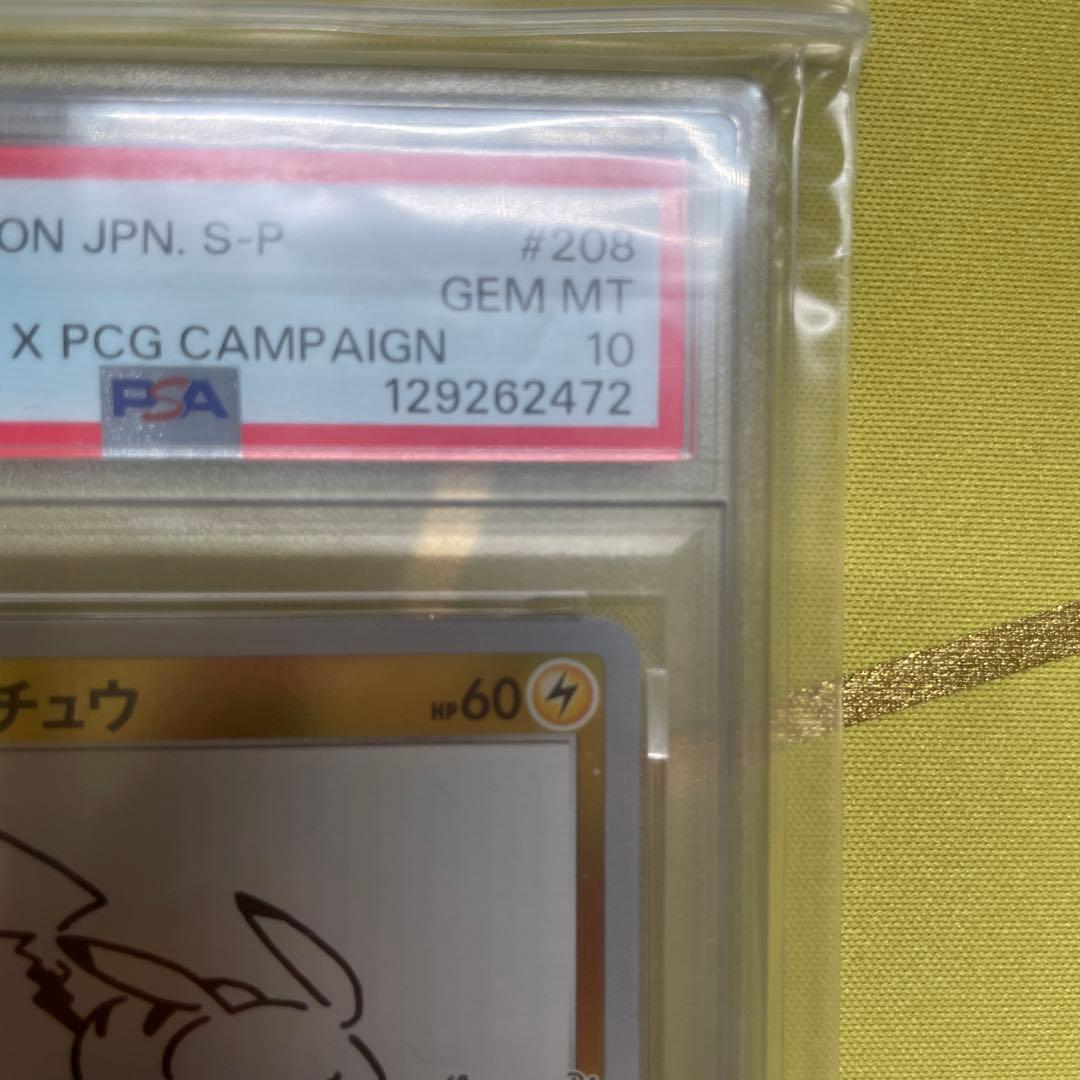 ON JPN. S-P #208
GEM MT
X PCG CAMPAIGN 10
PSA 129262472
チュウ HP60